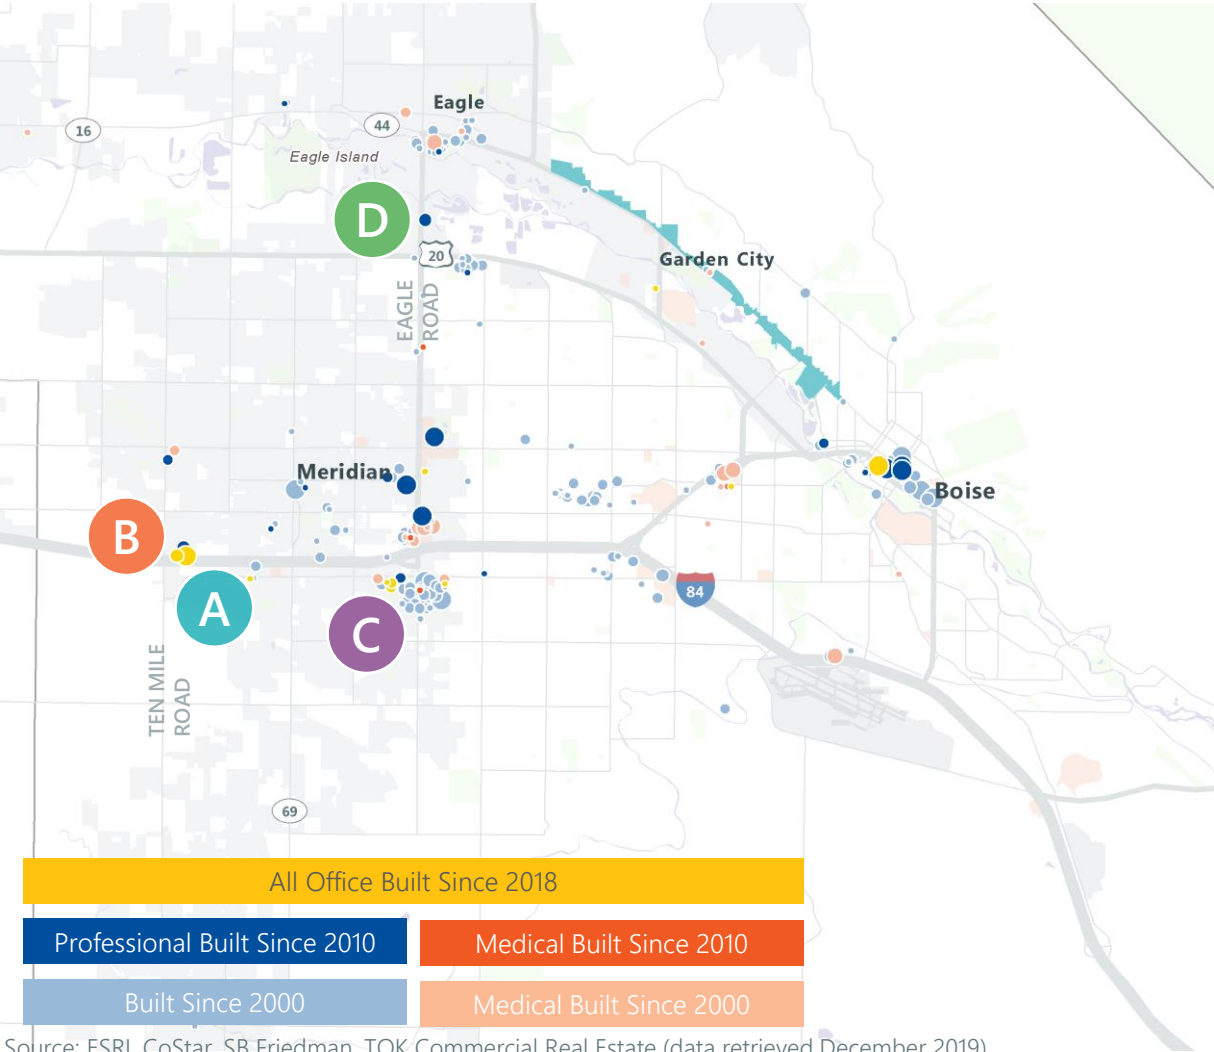 Eagle
44
16
Eagle Island
D
20
Garden City
EAGLE
ROAD
Meridian
Boise
B
A
84
C
TEN MILE
ROAD
69
All Office Built Since 2018
Professional Built Since 2010
Medical Built Since 2010
Built Since 2000
Medical Built Since 2000
Source: ESRI, CoStar, SB Friedman, TOK Commercial Real Estate (data retrieved December 2019)